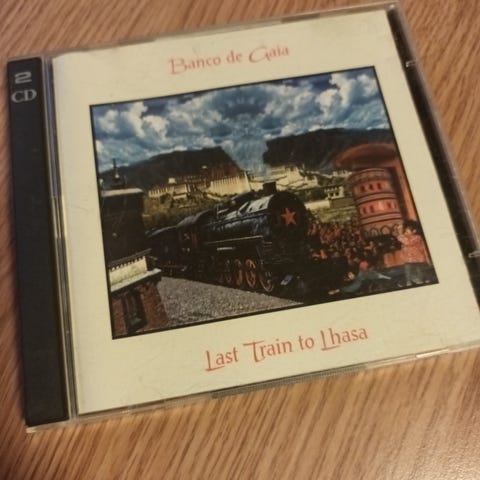 2
CD
Banco de Gaia
Last Train to Lhasa